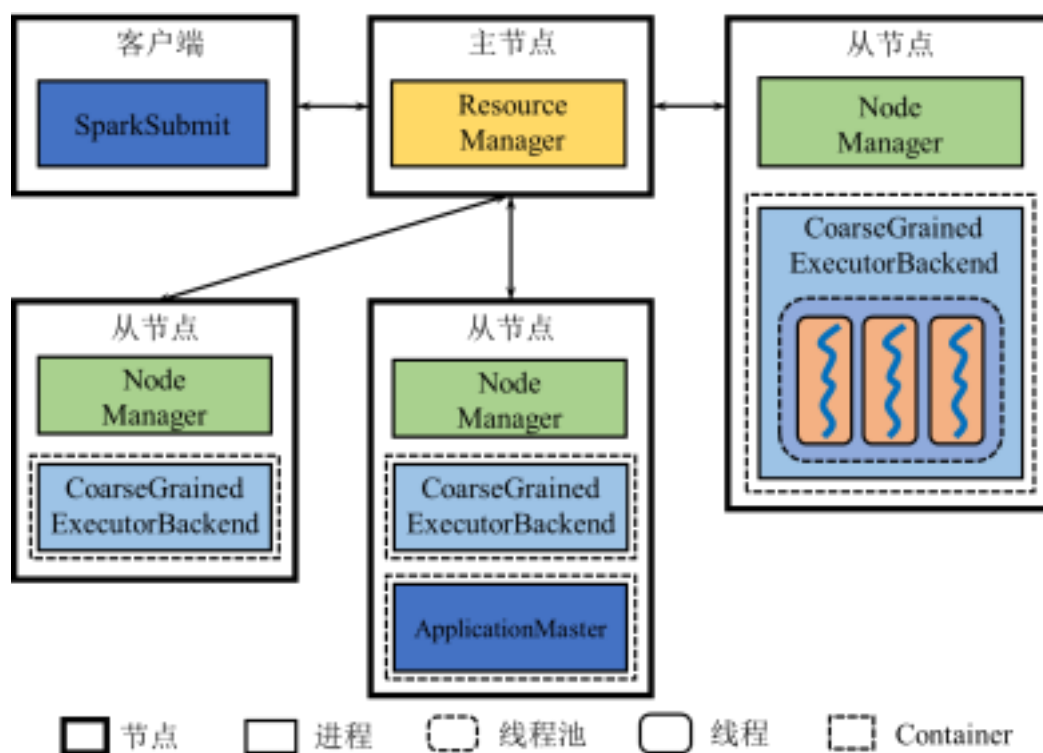 客户端
SparkSubmit
主节点
Resource
Manager
从节点
Node
Manager
CoarseGrained
ExecutorBackend
从节点
Node
Manager
CoarseGrained
ExecutorBackend
从节点
Node
Manager
CoarseGrained
ExecutorBackend
ApplicationMaster
节点
进程
线程池
线程
Container